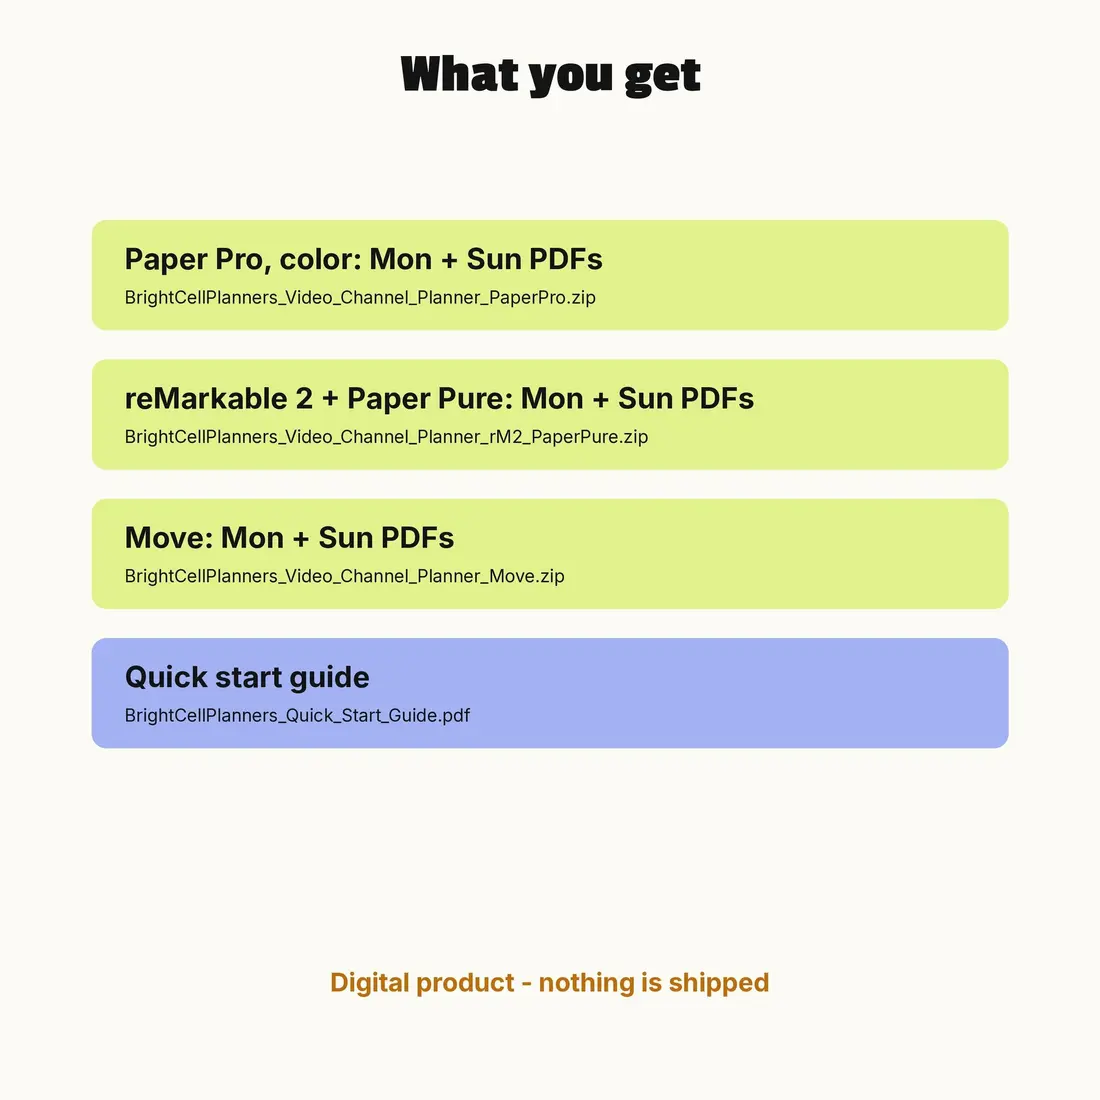 What you get
Paper Pro, color: Mon + Sun PDFs
BrightCellPlanners_Video_Channel_Planner_PaperPro.zip
reMarkable 2 + Paper Pure: Mon + Sun PDFs
BrightCellPlanners_Video_Channel_Planner_rM2_PaperPure.zip
Move: Mon + Sun PDFs
BrightCellPlanners_Video_Channel_Planner_Move.zip
Quick start guide
BrightCellPlanners_Quick_Start_Guide.pdf
Digital product - nothing is shipped